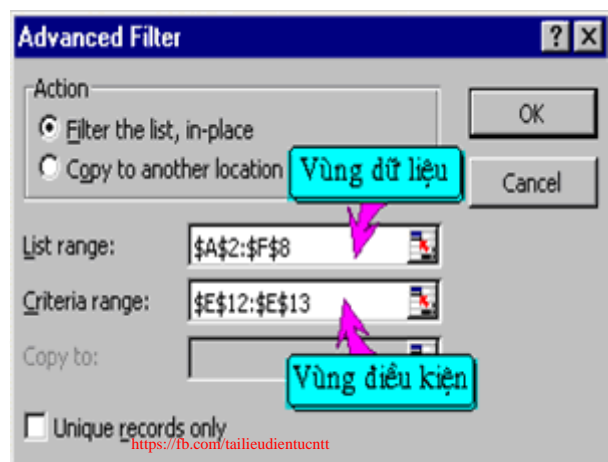 Advanced Filter
Action
Filter the list, in-place
Copy to another location
OK
Cancel
Vùng dữ liệu
List range:
$A$2:$F$8
Criteria range:
$E$12:$E$13
Copy to:
Vùng điều kiện
Unique records only
https://fb.com/tailieudientucntt